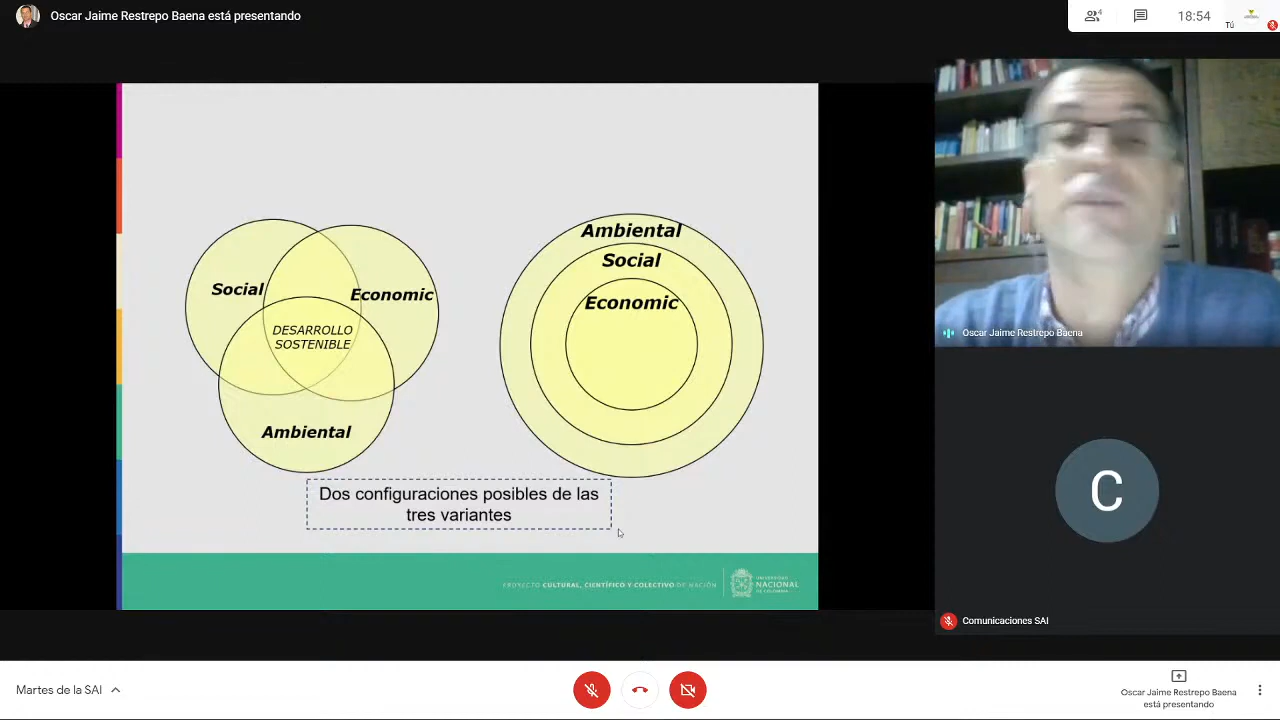 Oscar Jaime Restrepo Baena está presentando
4
18:54
Tú
Ambiental
Social
Social
Economic
Economic
DESARROLLO
SOSTENIBLE
Ambiental
Dos configuraciones posibles de las
tres variantes
PROYECTO CULTURAL, CIENTÍFICO Y COLECTIVO DE NACIÓN
UNIVERSIDAD
NACIONAL
DE COLOMBIA
Oscar Jaime Restrepo Baena
C
Comunicaciones SAI
Martes de la SAI
Oscar Jaime Restrepo Baena
está presentando